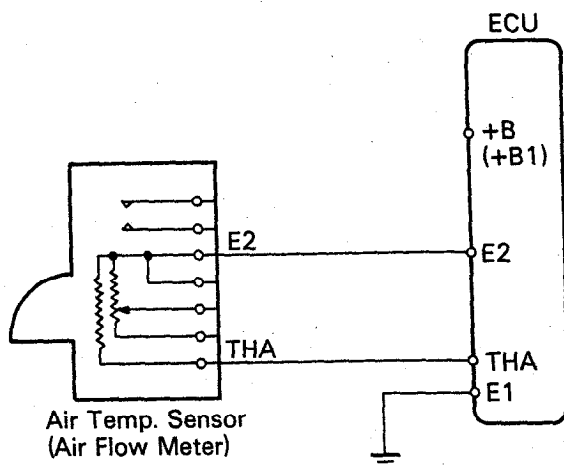 ECU
+B
(+B1)
E2
E2
THA
THA
E1
Air Temp. Sensor
(Air Flow Meter)